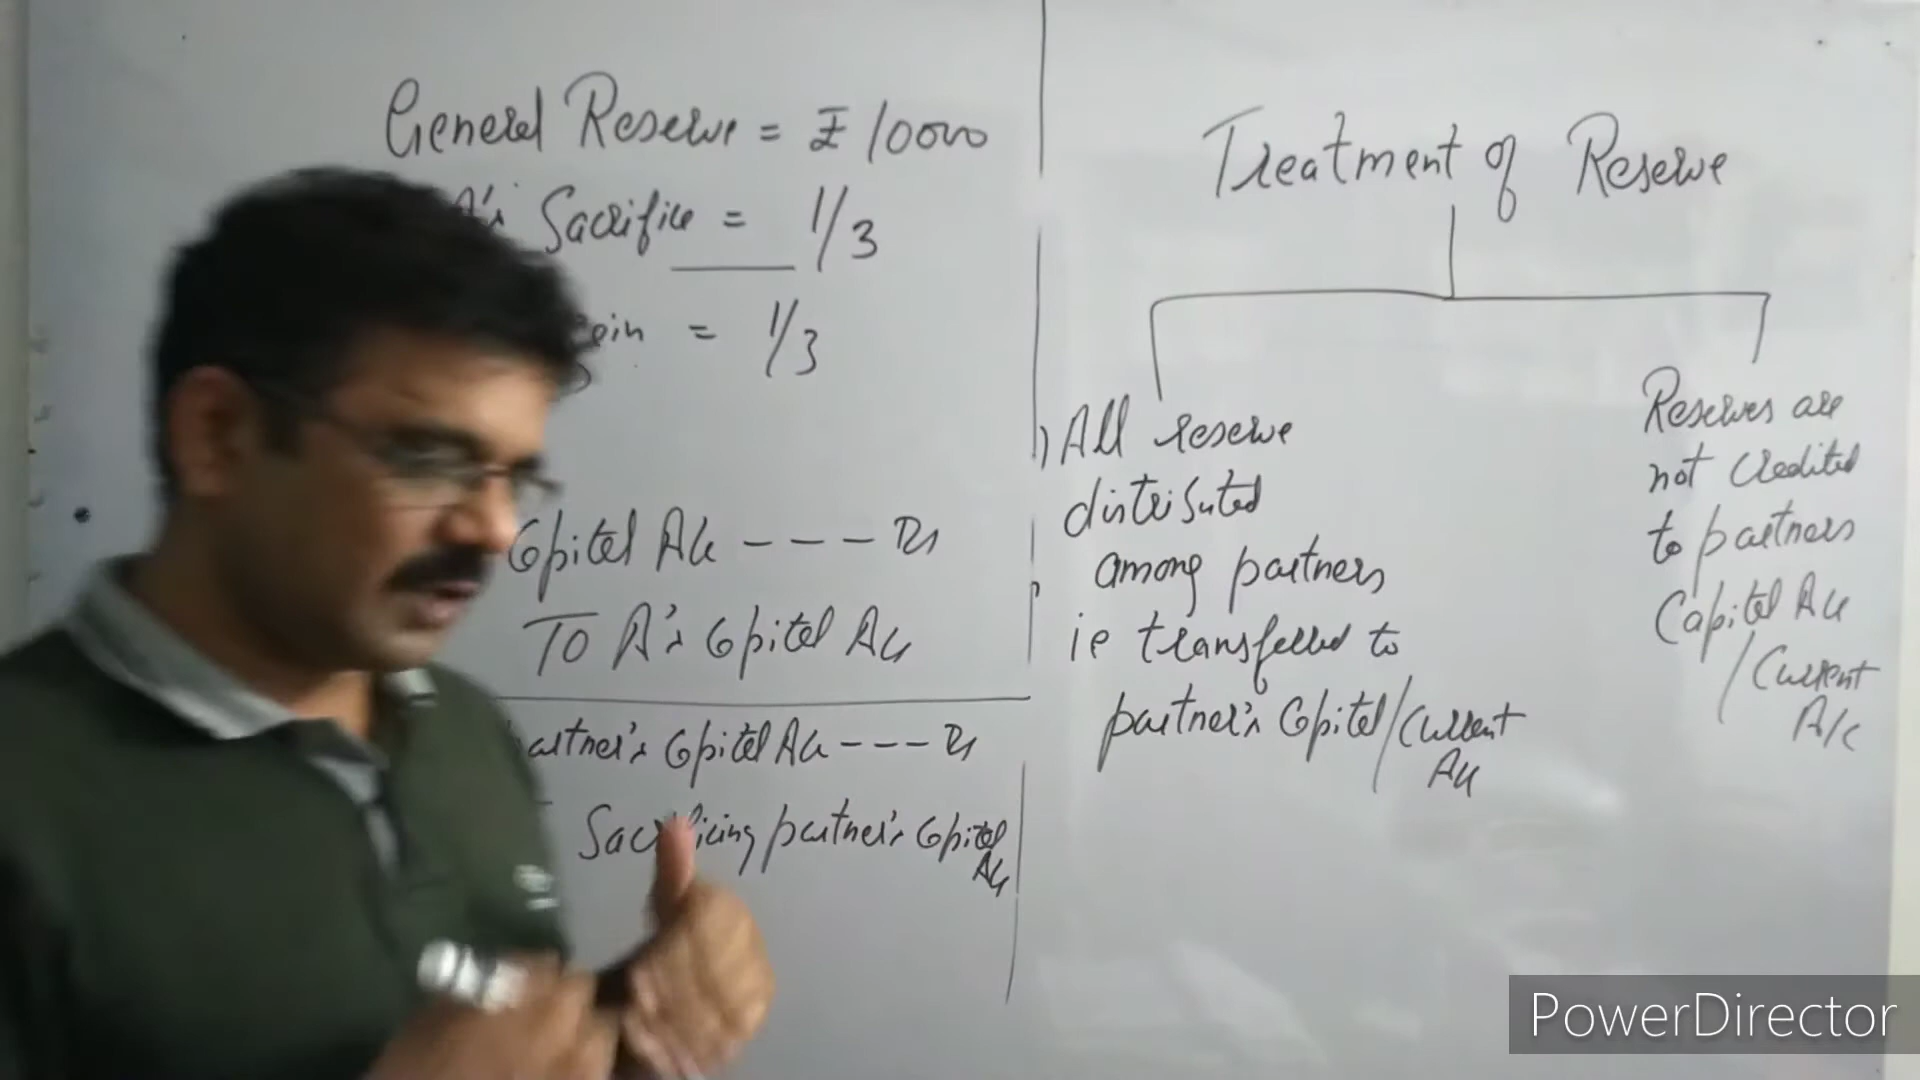 General Reserve = ₹ 10000
A's Sacrifice = 1/3
= 1/3
Capital A/c - - - Dr
To A's Capital A/c
Capital A/c - - - Dr
Sacrificing partner's Capital
A/c
Treatment of Reserve
1) All reserve
distributed
among partners
ie transferred to
partner's Capital/Current
A/c
Reserves are
not credited
to partners
Capital A/c
/Current
A/c
PowerDirector